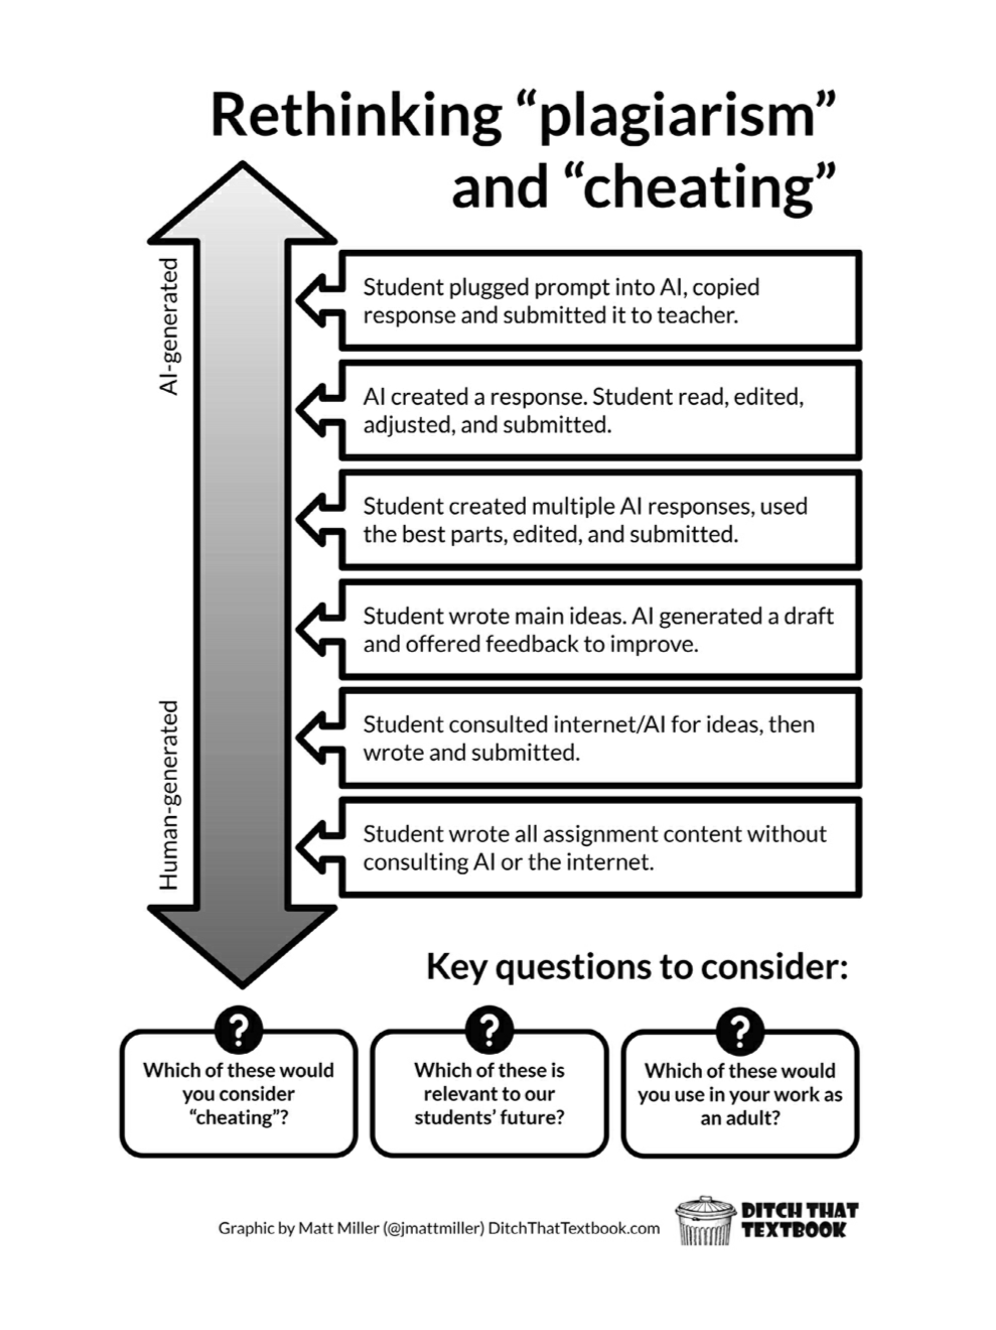 Rethinking “plagiarism”
and “cheating”
AI-generated
Student plugged prompt into AI, copied
response and submitted it to teacher.
AI created a response. Student read, edited,
adjusted, and submitted.
Student created multiple AI responses, used
the best parts, edited, and submitted.
Student wrote main ideas. AI generated a draft
and offered feedback to improve.
Human-generated
Student consulted internet/AI for ideas, then
wrote and submitted.
Student wrote all assignment content without
consulting AI or the internet.
Key questions to consider:
?
Which of these would
you consider
“cheating”?
?
Which of these is
relevant to our
students’ future?
?
Which of these would
you use in your work as
an adult?
Graphic by Matt Miller (@jmattmiller) DitchThatTextbook.com
DITCH THAT
TEXTBOOK